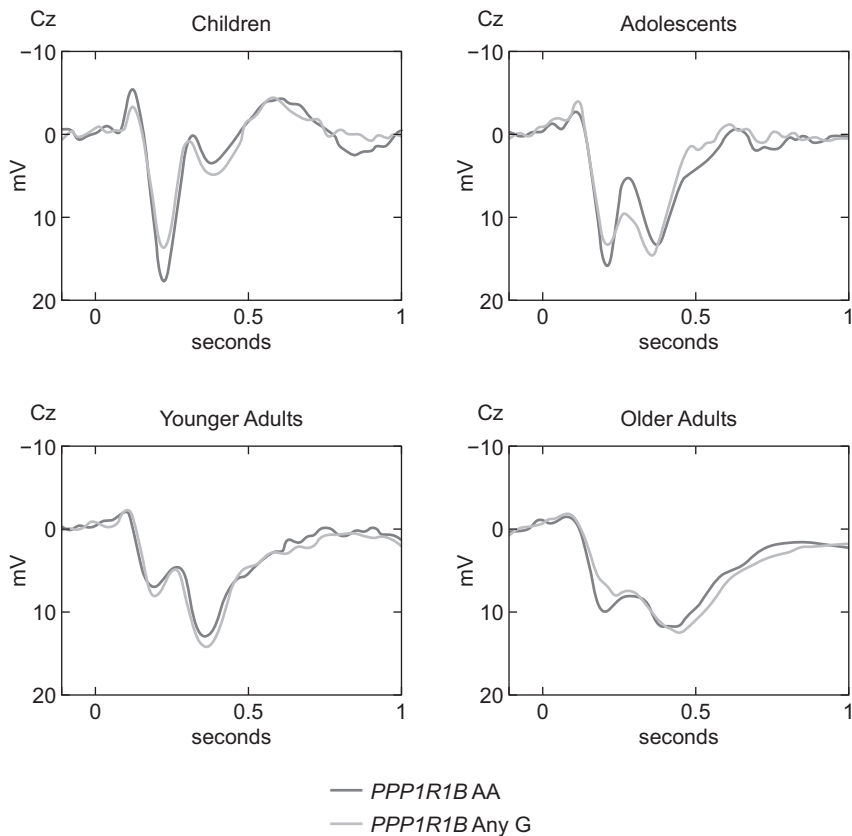 Cz
Children
−10
0
mV
10
20
0
0.5
1
seconds
Cz
Adolescents
−10
0
mV
10
20
0
0.5
1
seconds
Cz
Younger Adults
−10
0
mV
10
20
0
0.5
1
seconds
Cz
Older Adults
−10
0
mV
10
20
0
0.5
1
seconds
PPP1R1B AA
PPP1R1B Any G